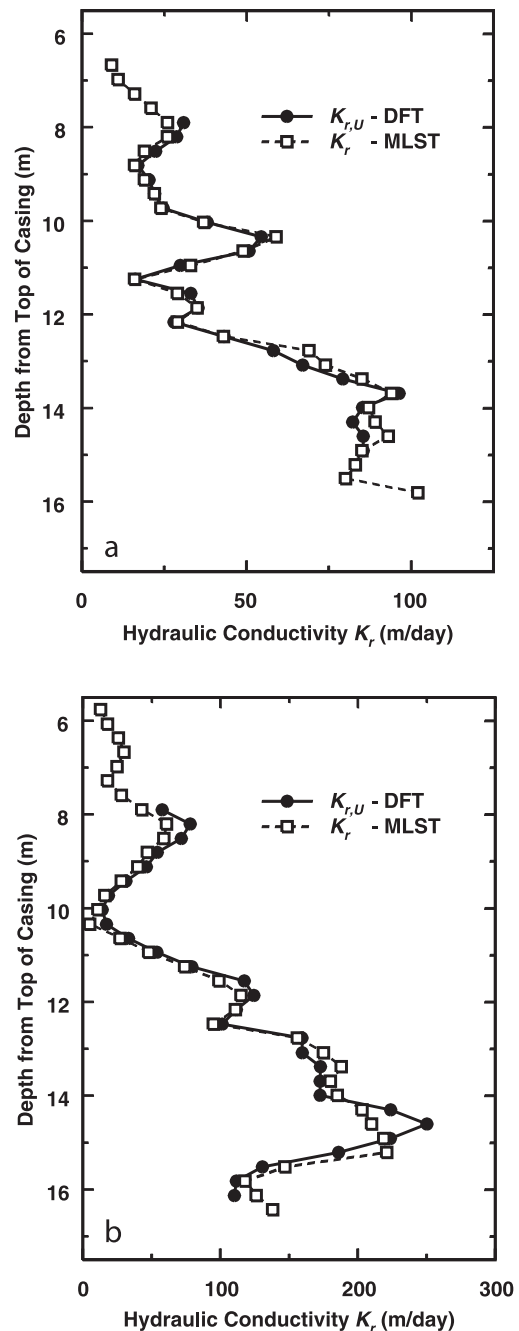 6
8
10
12
14
16
Depth from Top of Casing (m)
K_{r,U} - DFT
K_r - MLST
a
0
50
100
Hydraulic Conductivity K_r (m/day)
6
8
10
12
14
16
Depth from Top of Casing (m)
K_{r,U} - DFT
K_r - MLST
b
0
100
200
300
Hydraulic Conductivity K_r (m/day)